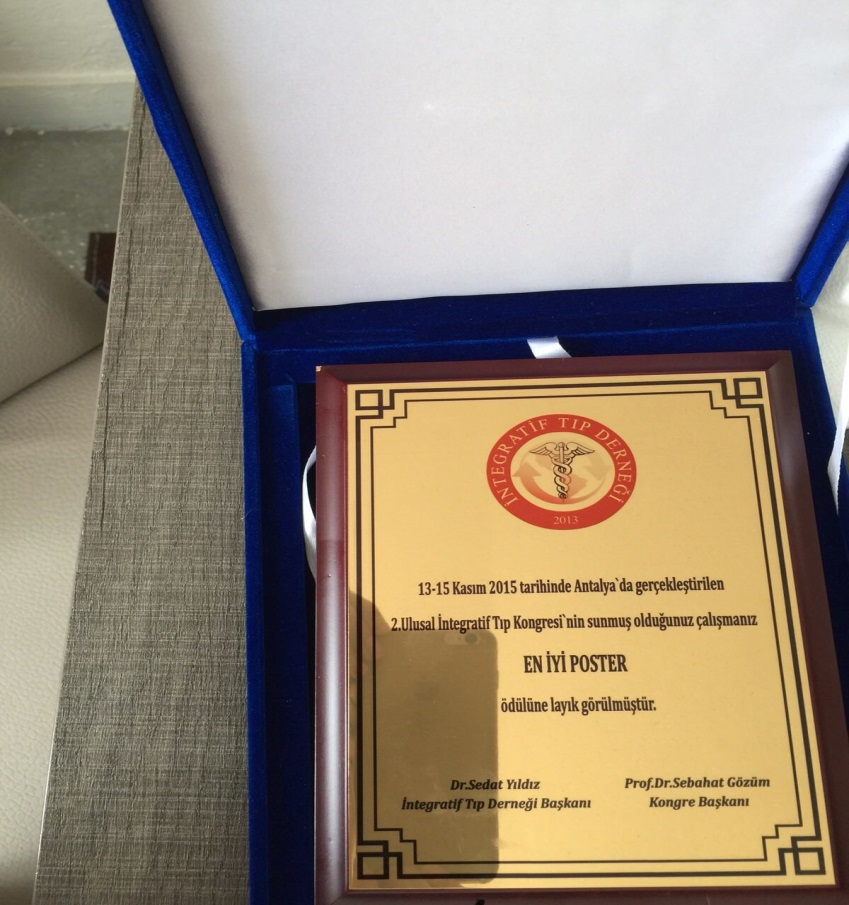 İNTEGRATİF TIP DERNEĞİ
2013
13-15 Kasım 2015 tarihinde Antalya`da gerçekleştirilen
2.Ulusal İntegratif Tıp Kongresi`nin sunmuş olduğunuz çalışmanız
EN İYİ POSTER
ödülüne layık görülmüştür.
Dr.Sedat Yıldız
İntegratif Tıp Derneği Başkanı
Prof.Dr.Sebahat Gözüm
Kongre Başkanı